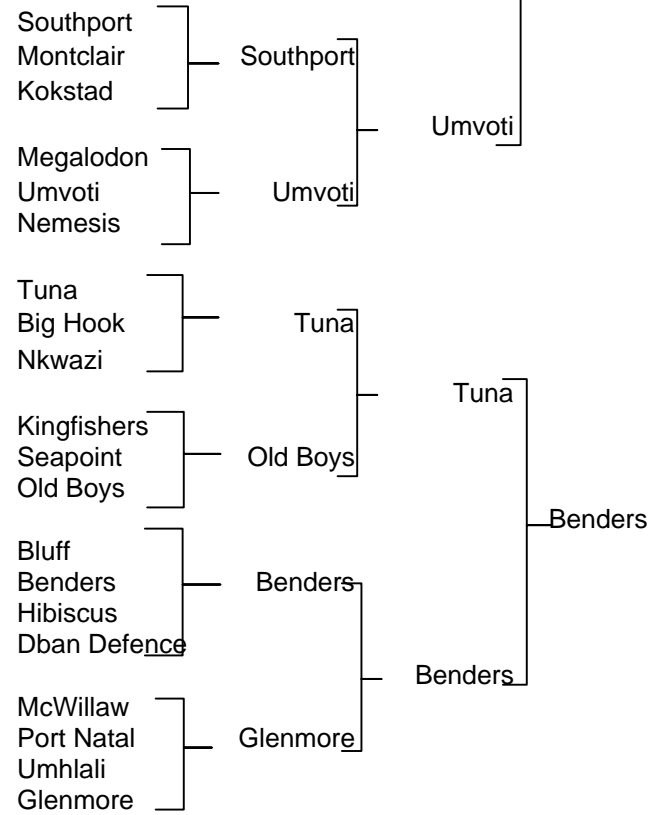 Southport
Montclair
Kokstad
Southport
Umvoti
Megalodon
Umvoti
Nemesis
Umvoti
Tuna
Big Hook
Nkwazi
Tuna
Tuna
Kingfishers
Seapoint
Old Boys
Old Boys
Benders
Bluff
Benders
Hibiscus
Dban Defence
Benders
Benders
McWillaw
Port Natal
Umhlali
Glenmore
Glenmore